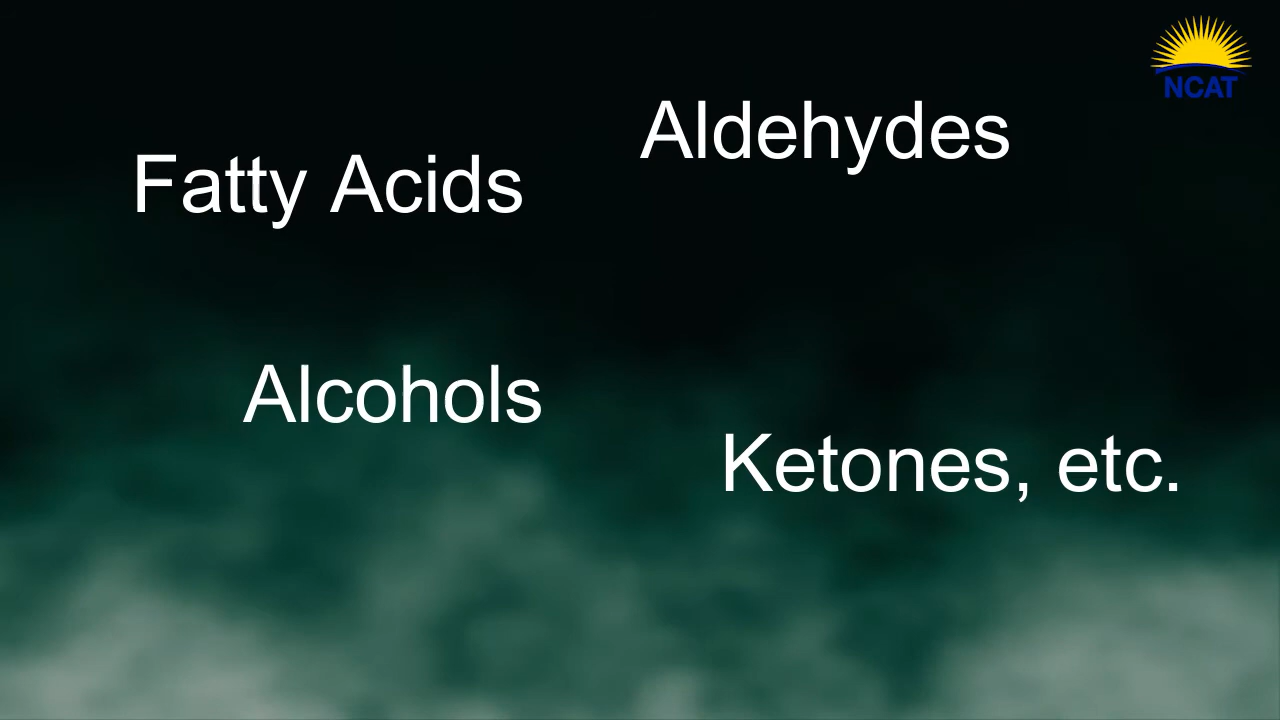 NCAT
Aldehydes
Fatty Acids
Alcohols
Ketones, etc.